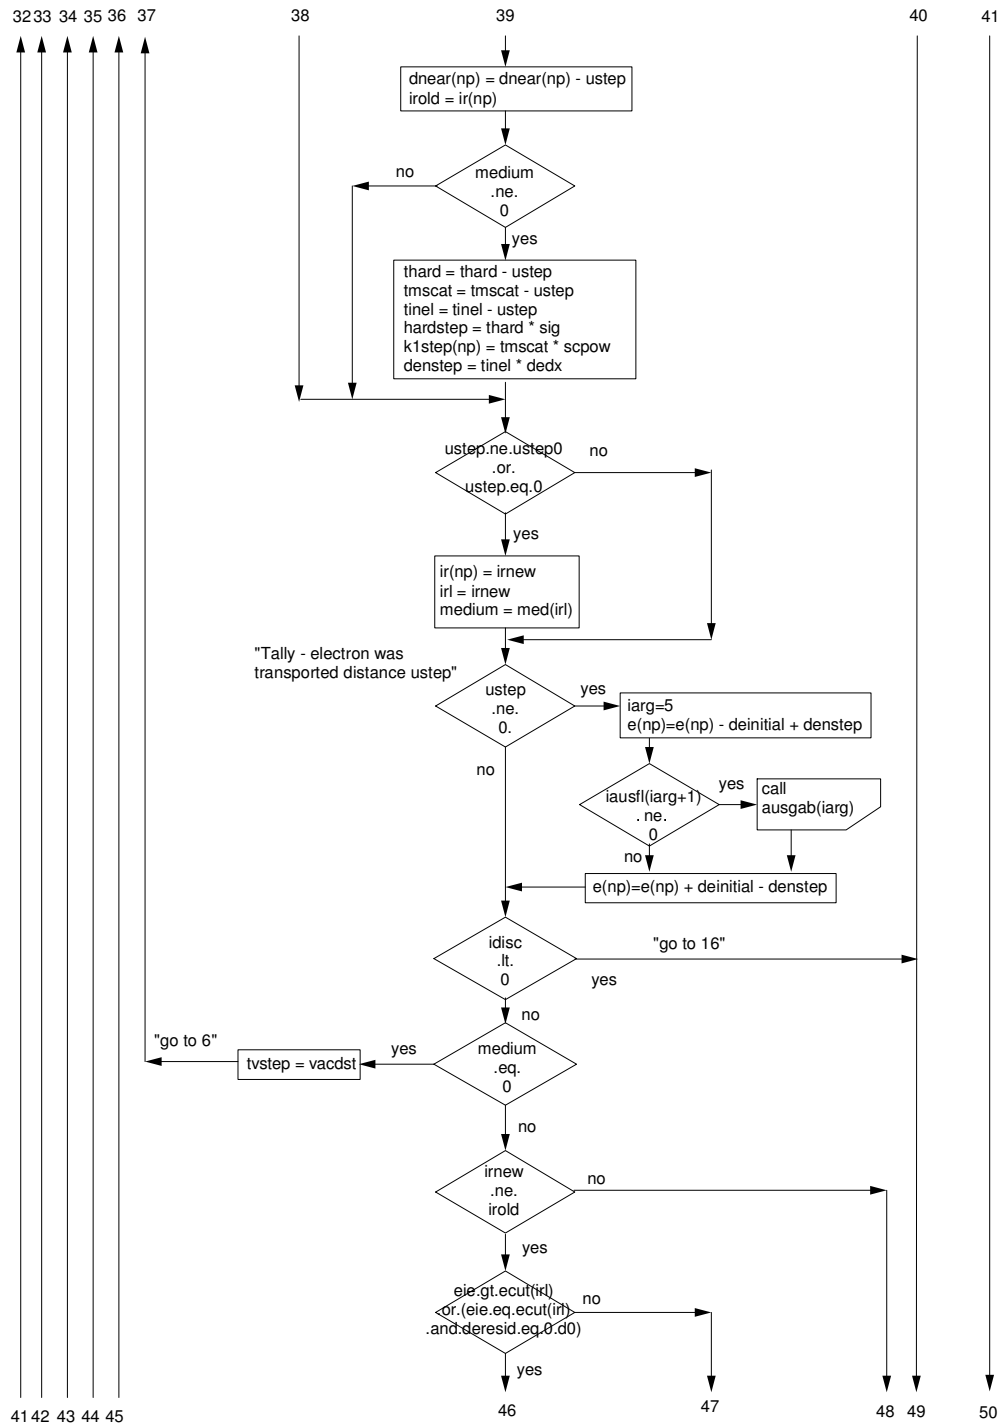 32 33 34 35 36 37 38 39 40 41
dnear(np) = dnear(np) - ustep
irold = ir(np)
medium
.ne.
0
no
yes
thard = thard - ustep
tmscat = tmscat - ustep
tinel = tinel - ustep
hardstep = thard * sig
k1step(np) = tmscat * scpow
denstep = tinel * dedx
ustep.ne.ustep0
.or.
ustep.eq.0
no
yes
ir(np) = irnew
irl = irnew
medium = med(irl)
"Tally - electron was
transported distance ustep"
ustep
.ne.
0.
yes
no
iarg=5
e(np)=e(np) - deinitial + denstep
iausfl(iarg+1)
. ne.
0
yes
no
call
ausgab(iarg)
e(np)=e(np) + deinitial - denstep
idisc
.lt.
0
"go to 16"
yes
no
medium
.eq.
0
yes
tvstep = vacdst
"go to 6"
no
irnew
.ne.
irold
no
yes
eie.gt.ecut(irl)
.or.(eie.eq.ecut(irl)
.and.deresid.eq.0.d0)
no
yes
41 42 43 44 45 46 47 48 49 50